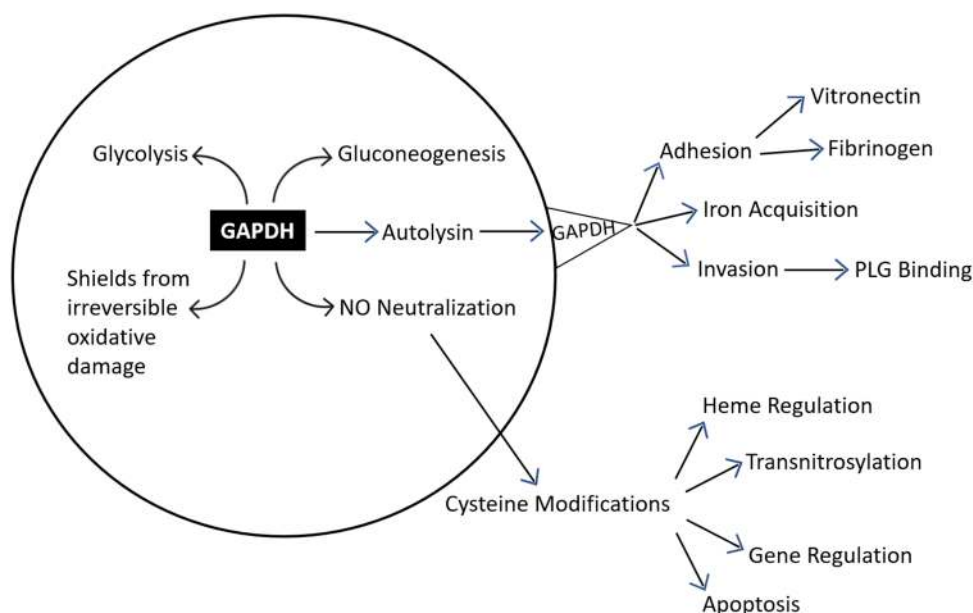 Vitronectin
Adhesion
Fibrinogen
Glycolysis
Gluconeogenesis
Iron Acquisition
GAPDH
Autolysin
GAPDH
Invasion
PLG Binding
Shields from
irreversible
oxidative
damage
NO Neutralization
Heme Regulation
Transnitrosylation
Cysteine Modifications
Gene Regulation
Apoptosis